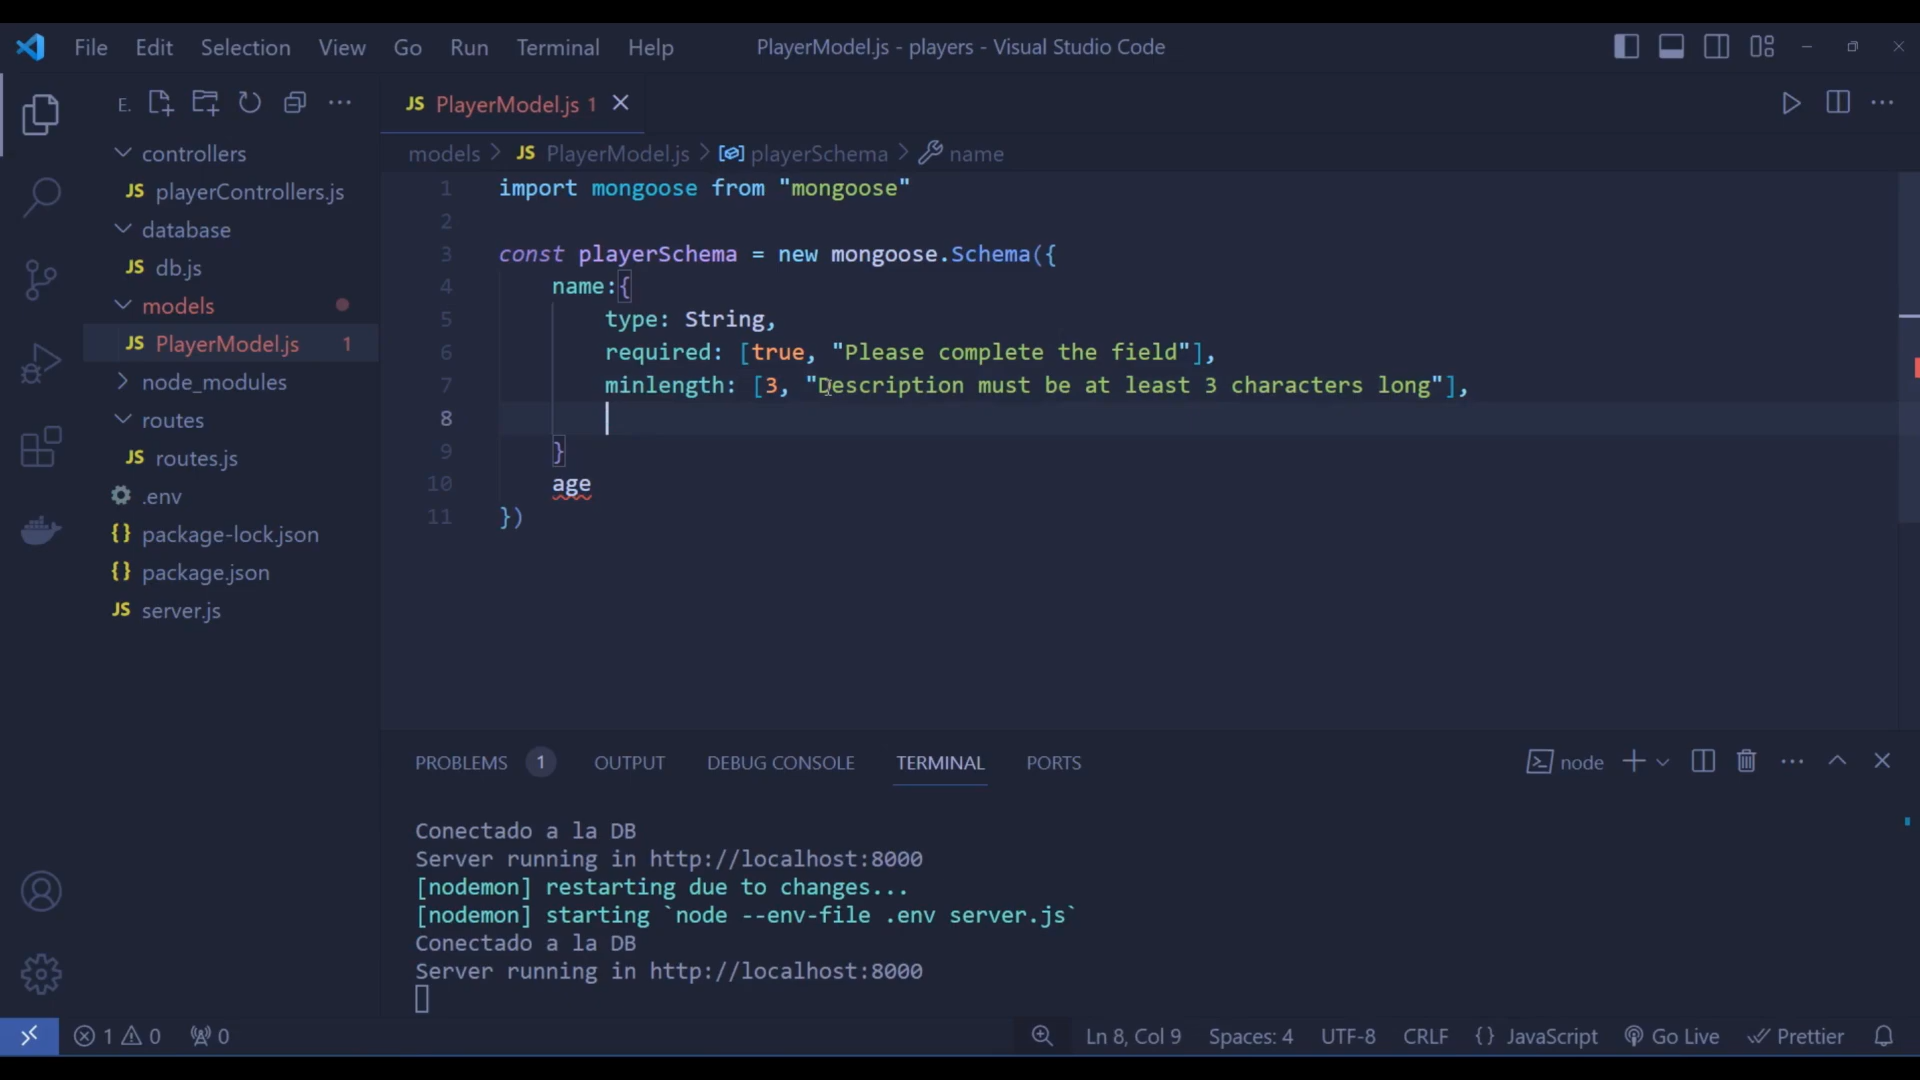 File Edit Selection View Go Run Terminal Help PlayerModel.js - players - Visual Studio Code
E.
JS PlayerModel.js 1
controllers
JS playerControllers.js
database
JS db.js
models
JS PlayerModel.js 1
node_modules
routes
JS routes.js
.env
{} package-lock.json
{} package.json
JS server.js
models > JS PlayerModel.js > playerSchema > name
1 import mongoose from "mongoose"
2
3 const playerSchema = new mongoose.Schema({
4 name:{
5 type: String,
6 required: [true, "Please complete the field"],
7 minlength: [3, "Description must be at least 3 characters long"],
8
9 }
10 age
11 })
PROBLEMS 1 OUTPUT DEBUG CONSOLE TERMINAL PORTS node
Conectado a la DB
Server running in http://localhost:8000
[nodemon] restarting due to changes...
[nodemon] starting `node --env-file .env server.js`
Conectado a la DB
Server running in http://localhost:8000
1 0 0 Ln 8, Col 9 Spaces: 4 UTF-8 CRLF {} JavaScript Go Live Prettier